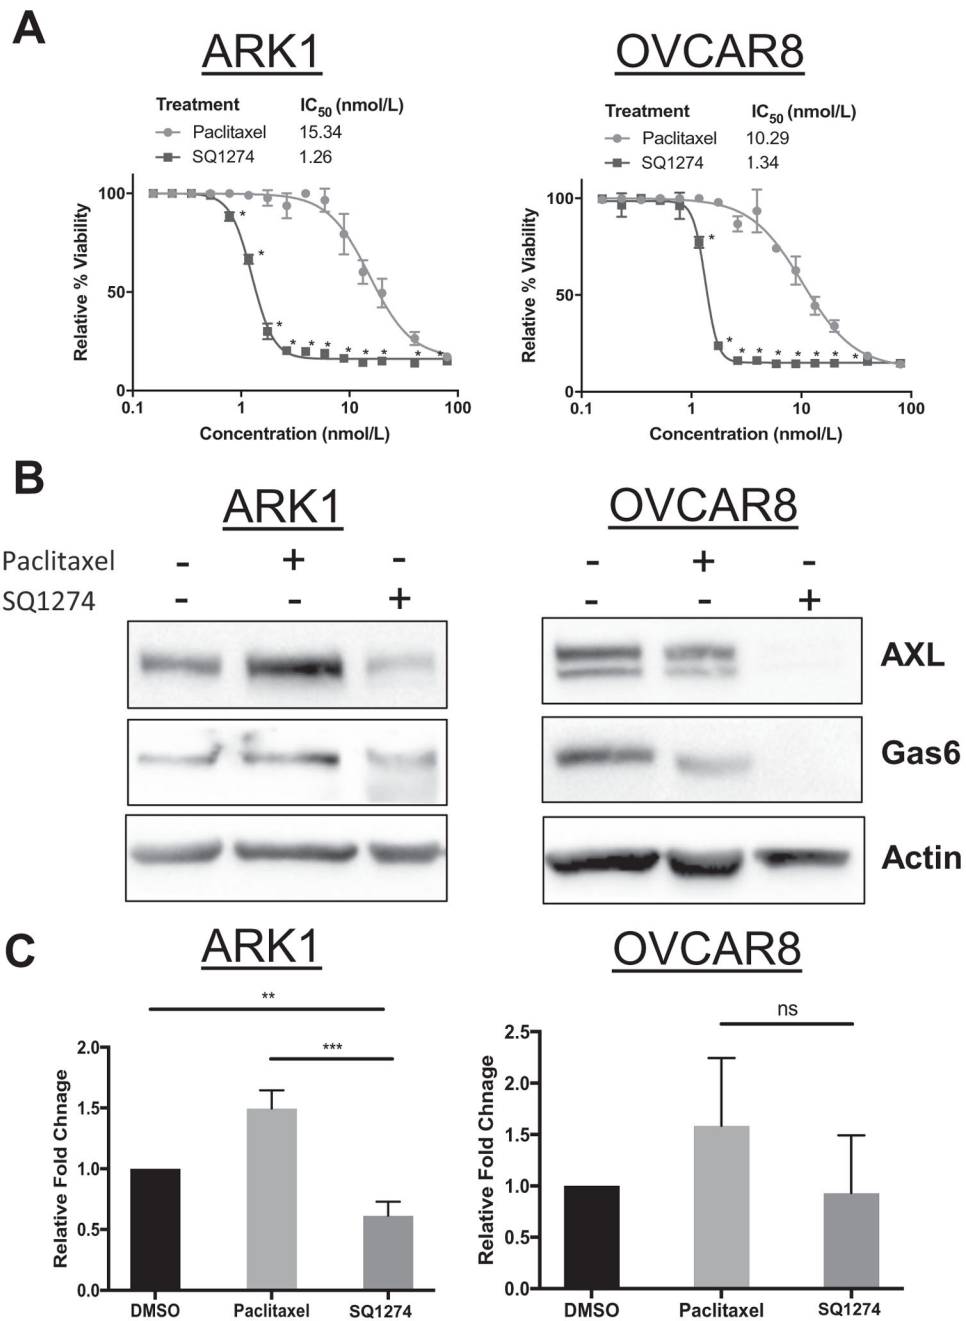 A
ARK1
Treatment IC50 (nmol/L)
Paclitaxel 15.34
SQ1274 1.26
Relative % Viability
100
50
0
* * * * * * * * * * *
0.1 1 10 100
Concentration (nmol/L)
OVCAR8
Treatment IC50 (nmol/L)
Paclitaxel 10.29
SQ1274 1.34
Relative % Viability
100
50
0
* * * * * * * * *
0.1 1 10 100
Concentration (nmol/L)
B
ARK1
OVCAR8
Paclitaxel - + - - + -
SQ1274 - - + - - +
AXL
Gas6
Actin
C
ARK1
**
***
Relative Fold Chnage
2.0
1.5
1.0
0.5
0.0
DMSO Paclitaxel SQ1274
OVCAR8
ns
Relative Fold Chnage
2.5
2.0
1.5
1.0
0.5
0.0
DMSO Paclitaxel SQ1274